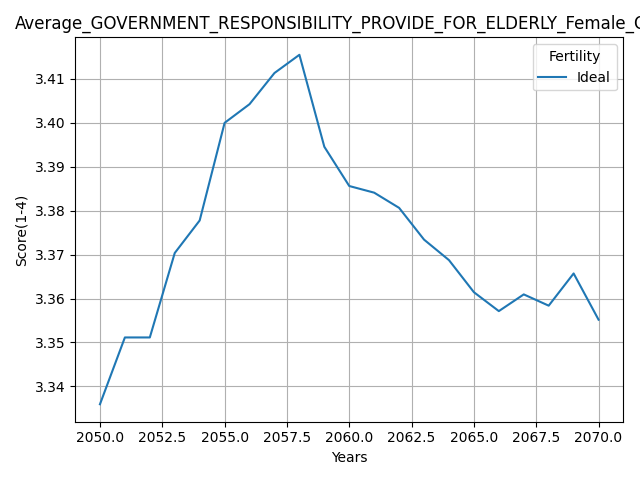 Average_GOVERNMENT_RESPONSIBILITY_PROVIDE_FOR_ELDERLY_Female_
Fertility
Ideal
Score(1-4)
3.41
3.40
3.39
3.38
3.37
3.36
3.35
3.34
2050.0 2052.5 2055.0 2057.5 2060.0 2062.5 2065.0 2067.5 2070.0
Years